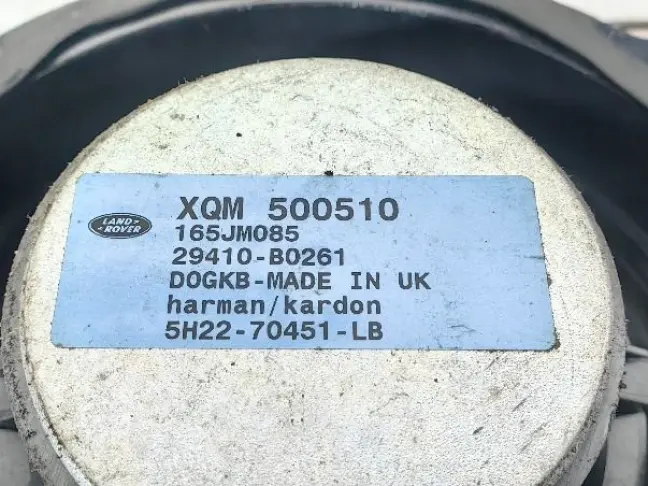 LAND
ROVER
XQM 500510
165JM085
29410-B0261
DOGKB-MADE IN UK
harman/kardon
5H22-70451-LB